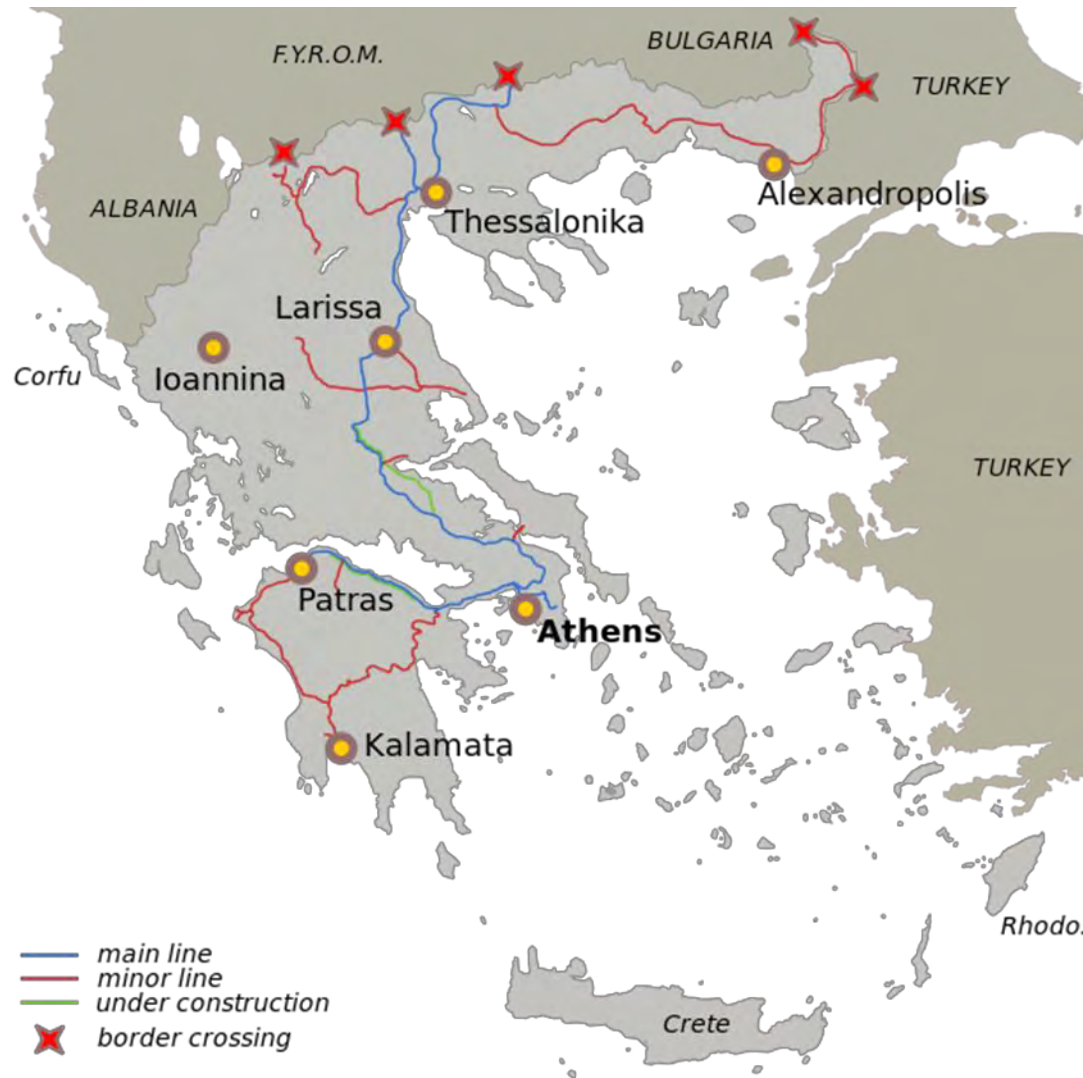 F.Y.R.O.M.
BULGARIA
TURKEY
ALBANIA
Alexandropolis
Thessalonika
Larissa
Ioannina
Corfu
TURKEY
Patras
Athens
Kalamata
Rhodo.
main line
minor line
under construction
border crossing
Crete